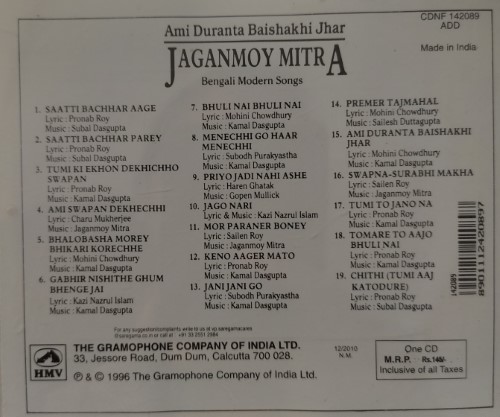 CDNF 142089
ADD
Made in India
Ami Duranta Baishakhi Jhar
JAGANMOY MITRA
Bengali Modern Songs
1. SAATTI BACHHAR AAGE
Lyric : Pronab Roy
Music : Subal Dasgupta
2. SAATTI BACHHAR PAREY
Lyric : Pronab Roy
Music : Subal Dasgupta
3. TUMI KI EKHON DEKHICHHO
SWAPAN
Lyric : Pranab Roy
Music : Kamal Dasgupta
4. AMI SWAPAN DEKHECHHI
Lyric : Charu Mukherjee
Music : Jaganmoy Mitra
5. BHALOBASHA MOREY
BHIKARI KORECHHE
Lyric : Mohini Chowdhury
Music : Kamal Dasgupta
6. GABHIR NISHITHE GHUM
BHENGE JAI
Lyric : Kazi Nazrul Islam
Music : Kamal Dasgupta
7. BHULI NAI BHULI NAI
Lyric : Mohini Chowdhury
Music : Kamal Dasgupta
8. MENECHHI GO HAAR
MENECHHI
Lyric : Subodh Purakyastha
Music : Kamal Dasgupta
9. PRIYO JADI NAHI ASHE
Lyric : Haren Ghatak
Music : Gopen Mullick
10. JAGO NARI
Lyric & Music : Kazi Nazrul Islam
11. MOR PARANER BONEY
Lyric : Sailen Roy
Music : Jaganmoy Mitra
12. KENO AAGER MATO
Lyric : Pronab Roy
Music : Kamal Dasgupta
13. JANI JANI GO
Lyric : Subodh Purakyastha
Music : Kamal Dasgupta
14. PREMER TAJMAHAL
Lyric : Mohini Chowdhury
Music : Sailesh Duttagupta
15. AMI DURANTA BAISHAKHI
JHAR
Lyric : Mohini Chowdhury
Music : Kamal Dasgupta
16. SWAPNA-SURABHI MAKHA
Lyric : Sailen Roy
Music : Jaganmoy Mitra
17. TUMI TO JANO NA
Lyric : Pranab Roy
Music : Kamal Dasgupta
18. TOMARE TO AAJO
BHULI NAI
Lyric : Pronab Roy
Music : Kamal Dasgupta
19. CHITHI (TUMI AAJ
KATODURE)
Lyric : Pranab Roy
Music : Subal Dasgupta
142089
8901112420897
For any suggestion/complaints, write to us at
THE GRAMOPHONE COMPANY OF INDIA LTD.
33, Jessore Road, Dum Dum, Calcutta 700 028.
℗ & © 1996 The Gramophone Company of India Ltd.
HMV
12/2010
N.M.
One CD
M.R.P. Rs.148/-
Inclusive of all Taxes